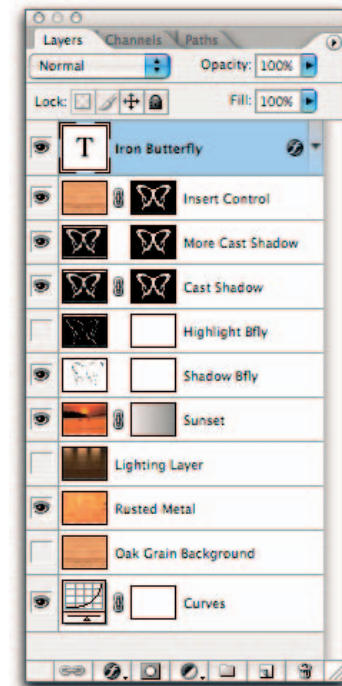 Layers Channels Paths
Normal Opacity: 100%
Lock: Fill: 100%
T Iron Butterfly
Insert Control
More Cast Shadow
Cast Shadow
Highlight Bfly
Shadow Bfly
Sunset
Lighting Layer
Rusted Metal
Oak Grain Background
Curves